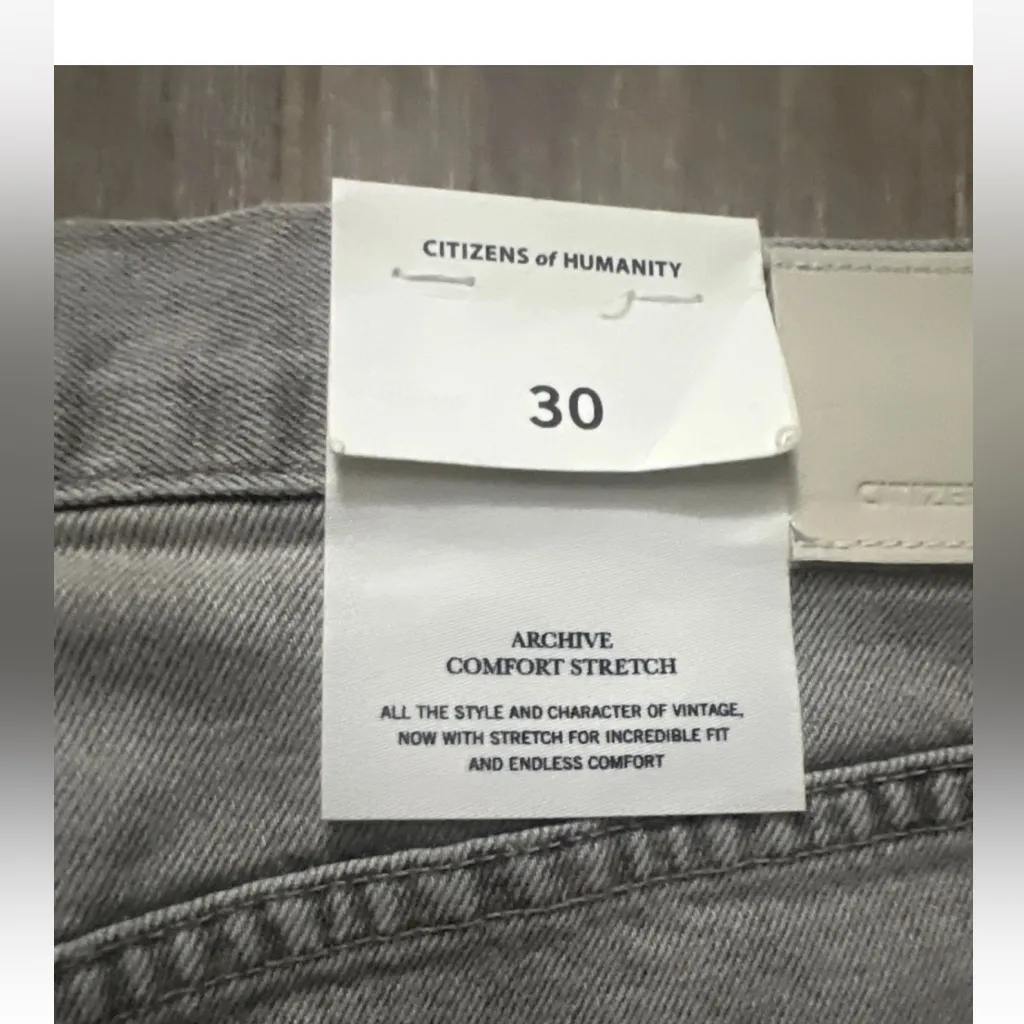 CITIZENS of HUMANITY
30
CITIZE
ARCHIVE
COMFORT STRETCH
ALL THE STYLE AND CHARACTER OF VINTAGE,
NOW WITH STRETCH FOR INCREDIBLE FIT
AND ENDLESS COMFORT